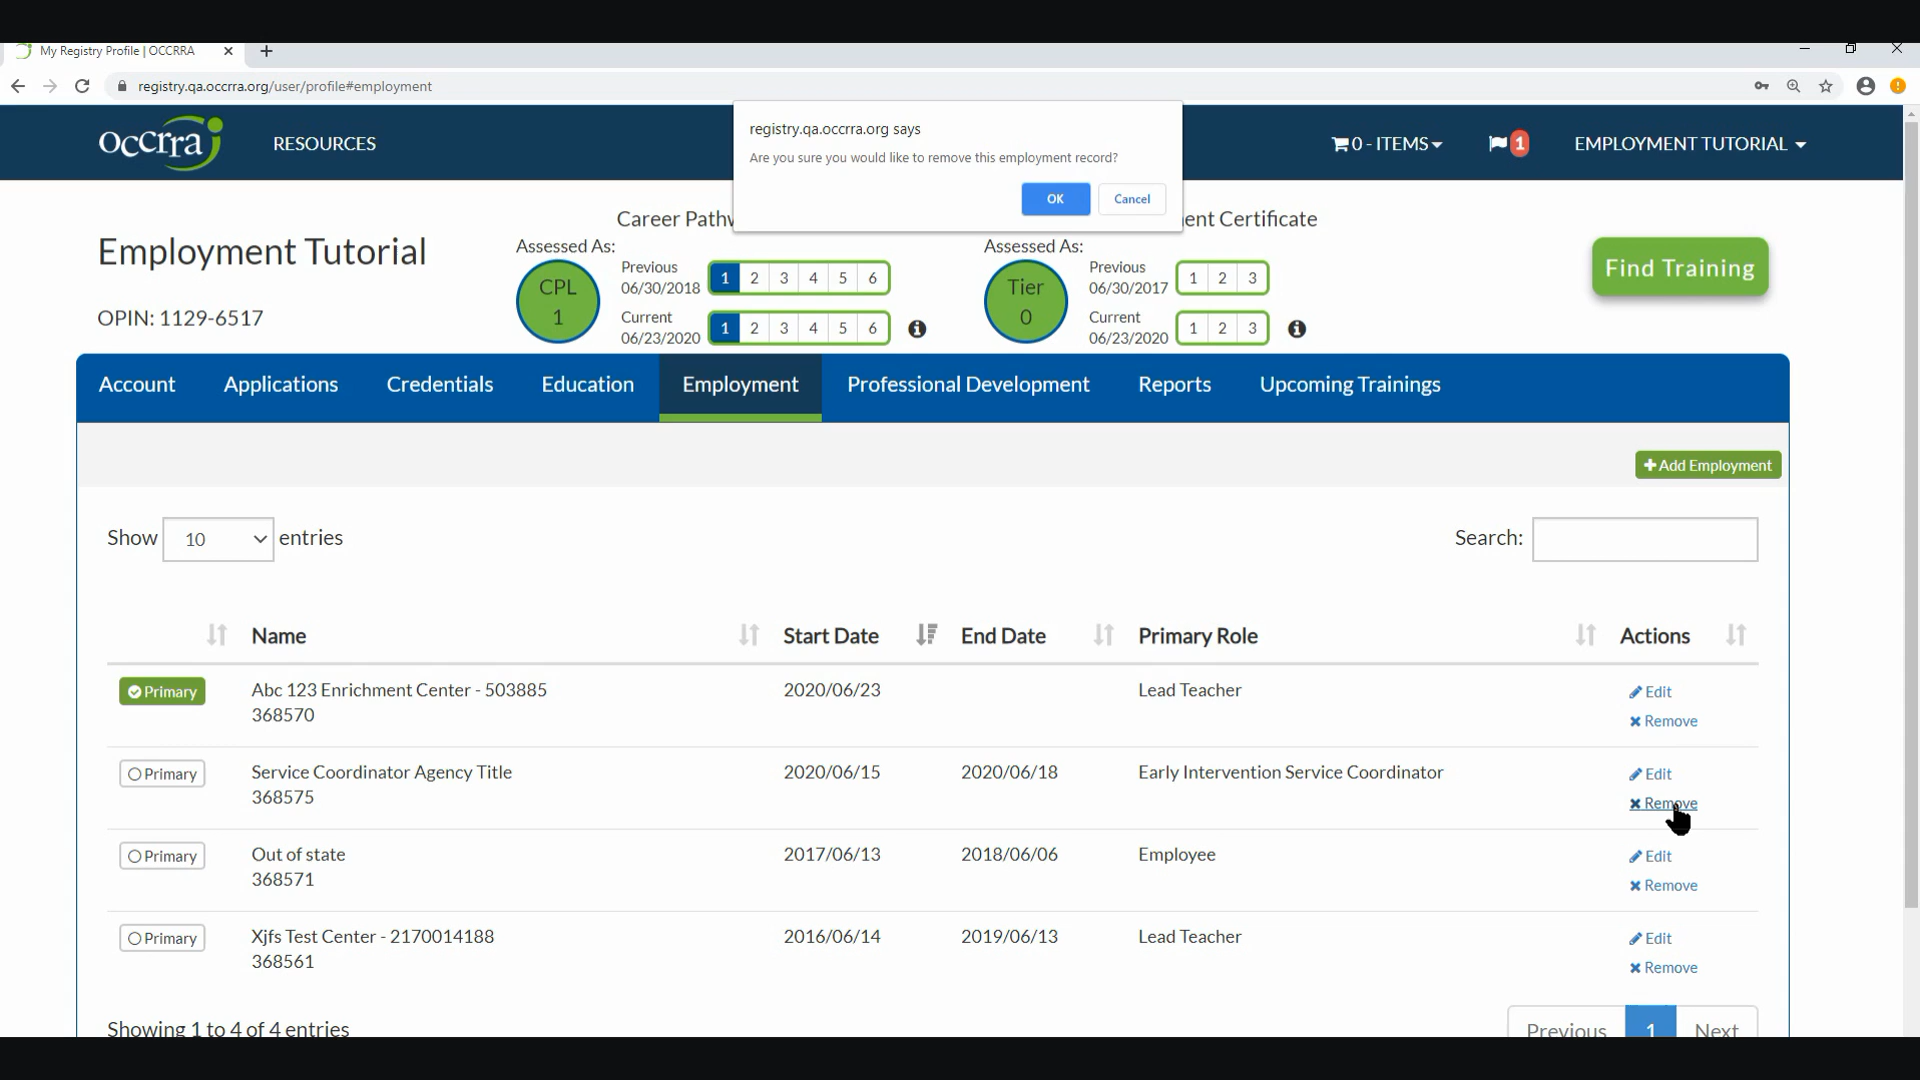 My Registry Profile | OCCRRA
registry.qa.occrra.org/user/profile#employment
occrra
RESOURCES
0 - ITEMS
1
EMPLOYMENT TUTORIAL
registry.qa.occrra.org says
Are you sure you would like to remove this employment record?
OK
Cancel
Employment Tutorial
OPIN: 1129-6517
Career Pathw
Assessed As:
CPL
1
Previous
06/30/2018
1 2 3 4 5 6
Current
06/23/2020
1 2 3 4 5 6
ent Certificate
Assessed As:
Tier
0
Previous
06/30/2017
1 2 3
Current
06/23/2020
1 2 3
Find Training
Account Applications Credentials Education Employment Professional Development Reports Upcoming Trainings
Add Employment
Show 10 entries
Search:
Name Start Date End Date Primary Role Actions
Primary Abc 123 Enrichment Center - 503885 2020/06/23 Lead Teacher Edit
368570 Remove
Primary Service Coordinator Agency Title 2020/06/15 2020/06/18 Early Intervention Service Coordinator Edit
368575 Remove
Primary Out of state 2017/06/13 2018/06/06 Employee Edit
368571 Remove
Primary Xjfs Test Center - 2170014188 2016/06/14 2019/06/13 Lead Teacher Edit
368561 Remove
Showing 1 to 4 of 4 entries
Previous 1 Next